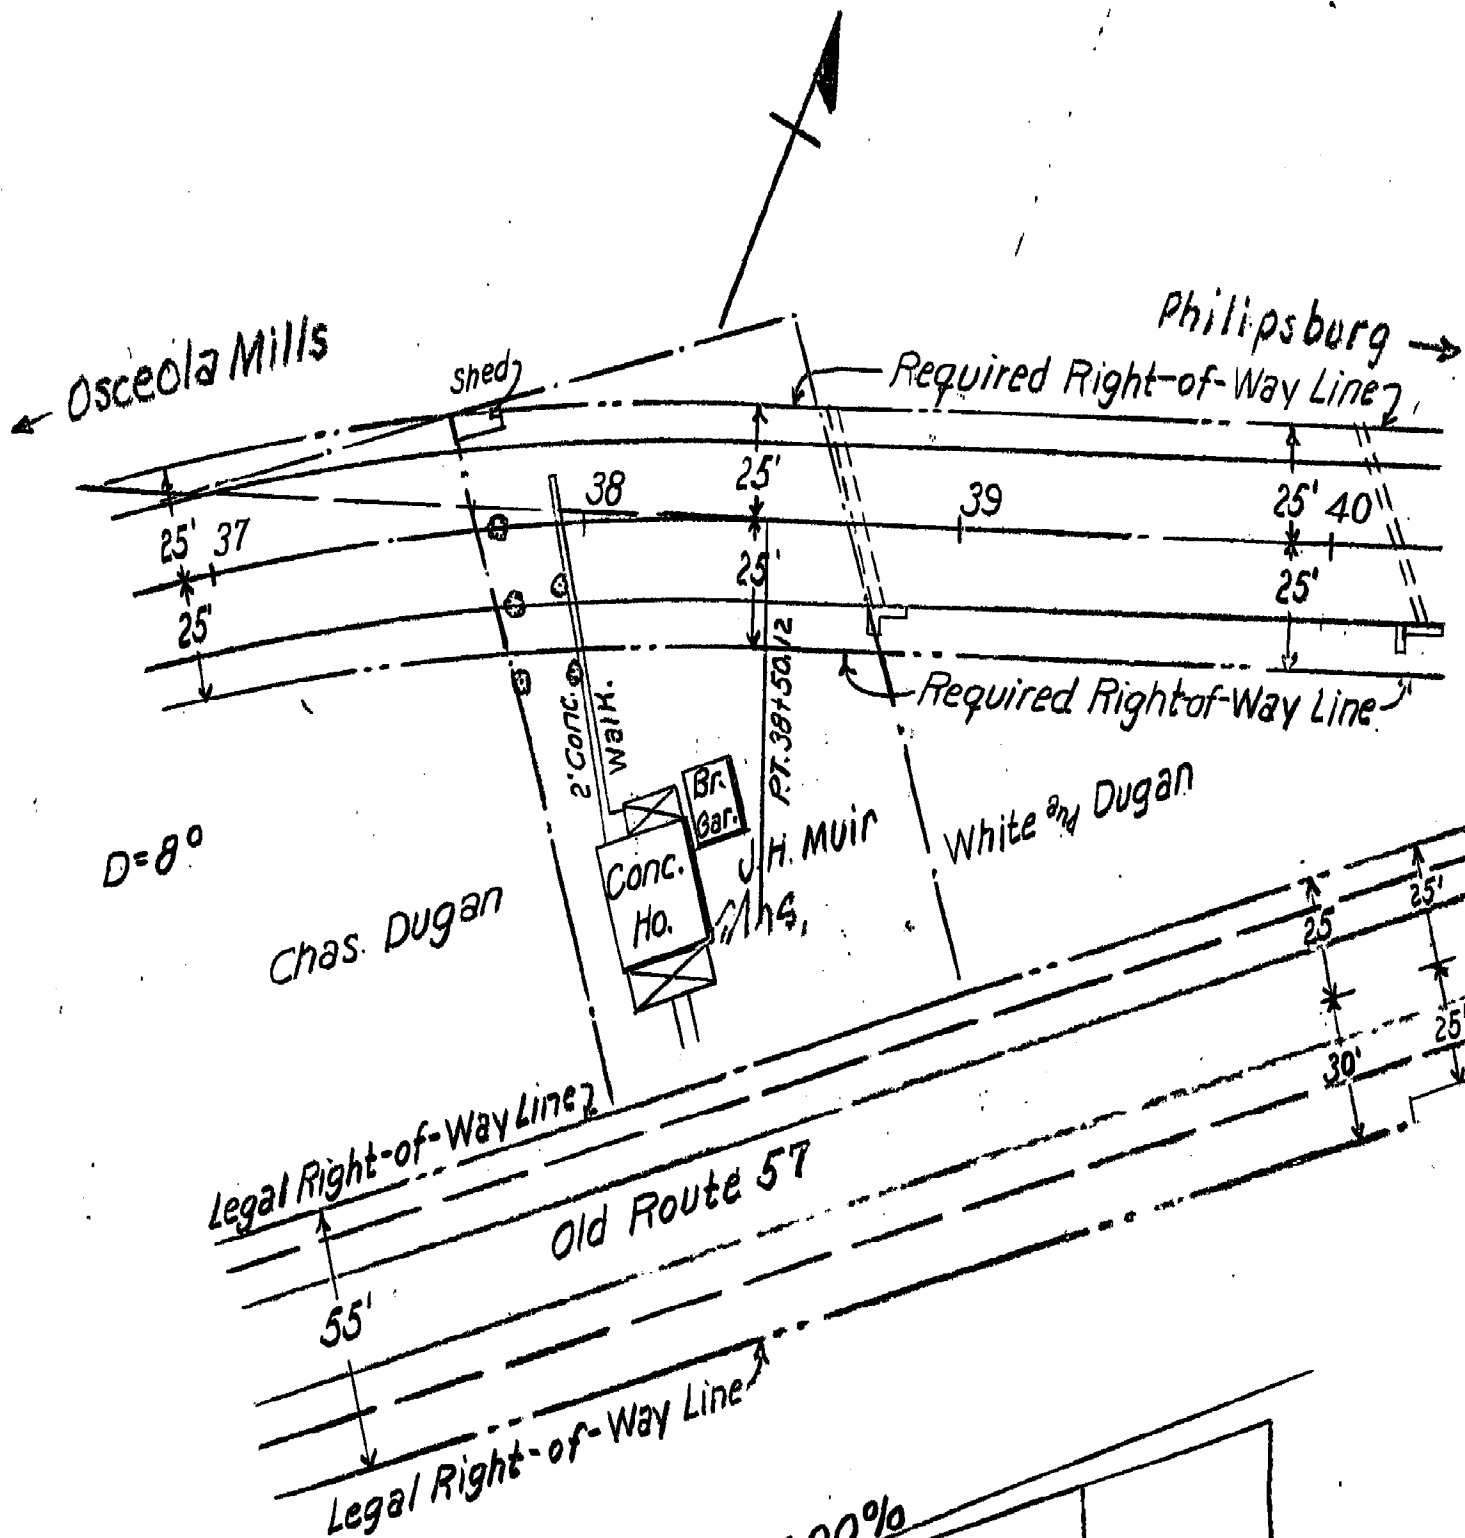 Osceola Mills
Philipsburg
Shed
Required Right-of-Way Line
25'
25'
38
39
40
25'
37
25'
25'
25'
Required Right-of-Way Line
2' Conc.
Walk.
P.T. 38+50.12
Br.
Gar.
J.H. Muir
White and Dugan
D=8°
Conc.
Ho.
Chas. Dugan
25'
25
25'
30'
Legal Right-of-Way Line
Old Route 57
55'
Legal Right-of-Way Line
00%